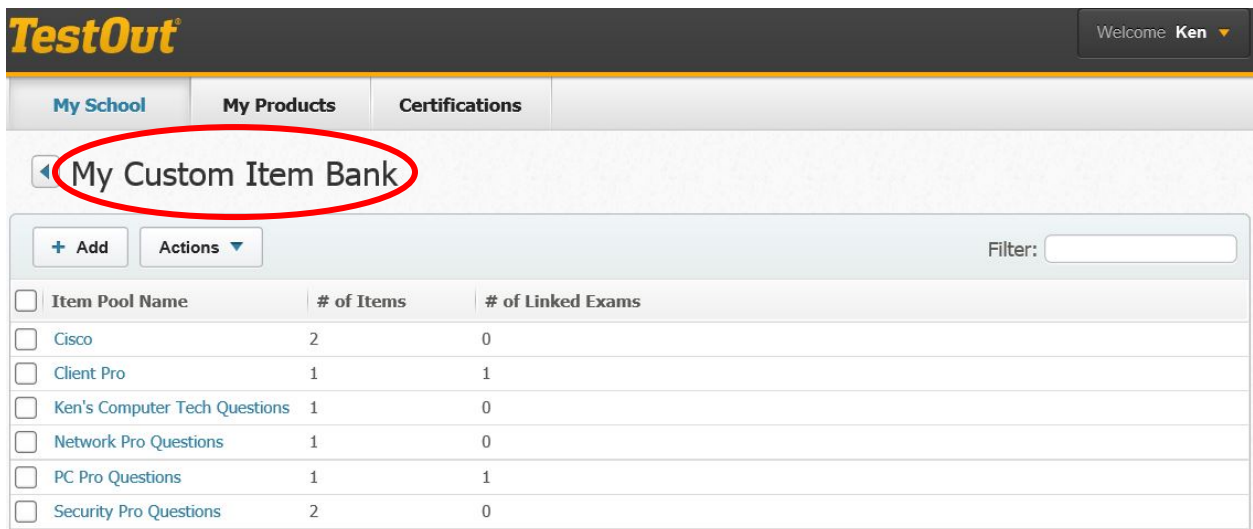 TestOut®
Welcome Ken
My School My Products Certifications
My Custom Item Bank
+ Add Actions Filter:
Item Pool Name # of Items # of Linked Exams
Cisco 2 0
Client Pro 1 1
Ken's Computer Tech Questions 1 0
Network Pro Questions 1 0
PC Pro Questions 1 1
Security Pro Questions 2 0